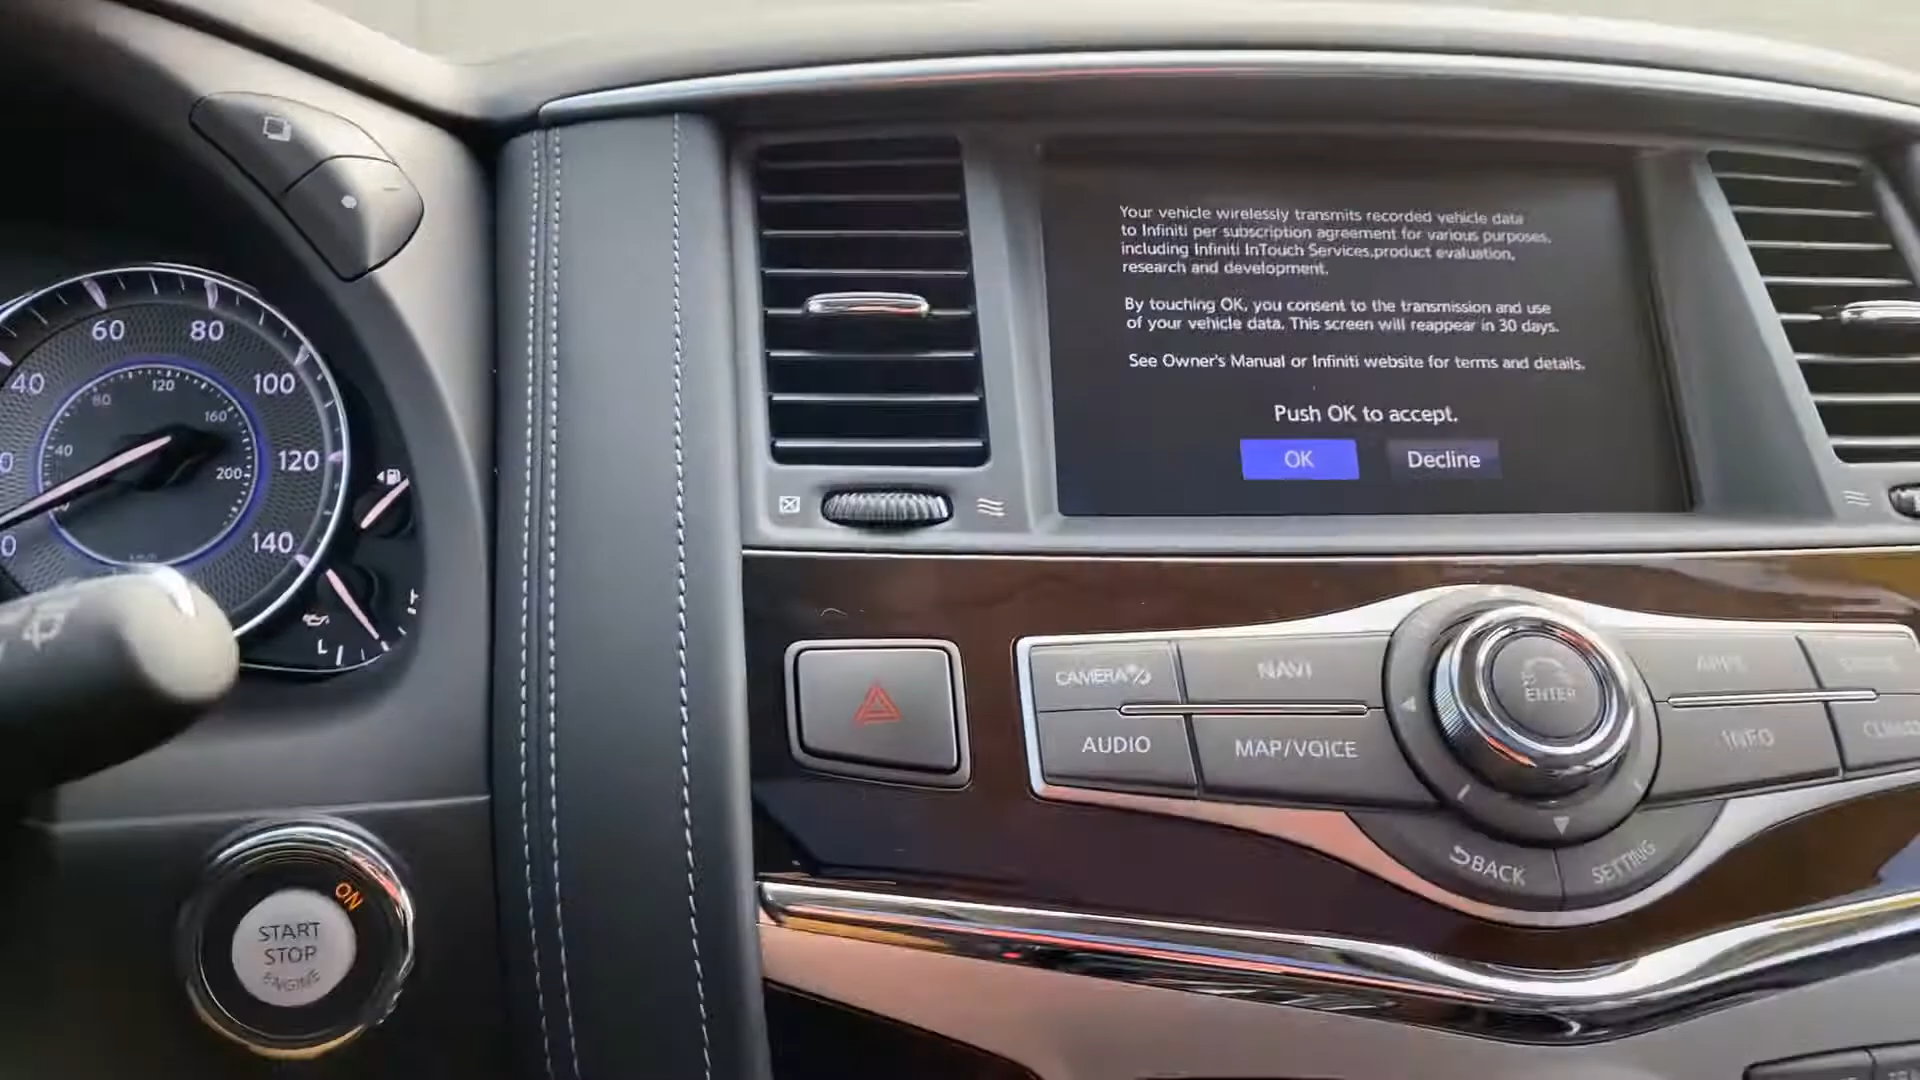 60
80
40
100
120
140
80
120
160
40
200
0
L
ON
START
STOP
ENGINE
Your vehicle wirelessly transmits recorded vehicle data
to Infiniti per subscription agreement for various purposes,
including Infiniti InTouch Services,product evaluation,
research and development.
By touching OK, you consent to the transmission and use
of your vehicle data. This screen will reappear in 30 days.
See Owner's Manual or Infiniti website for terms and details.
Push OK to accept.
OK
Decline
CAMERA
NAVI
AUDIO
MAP/VOICE
ENTER
APPS
INFO
BACK
SETTING